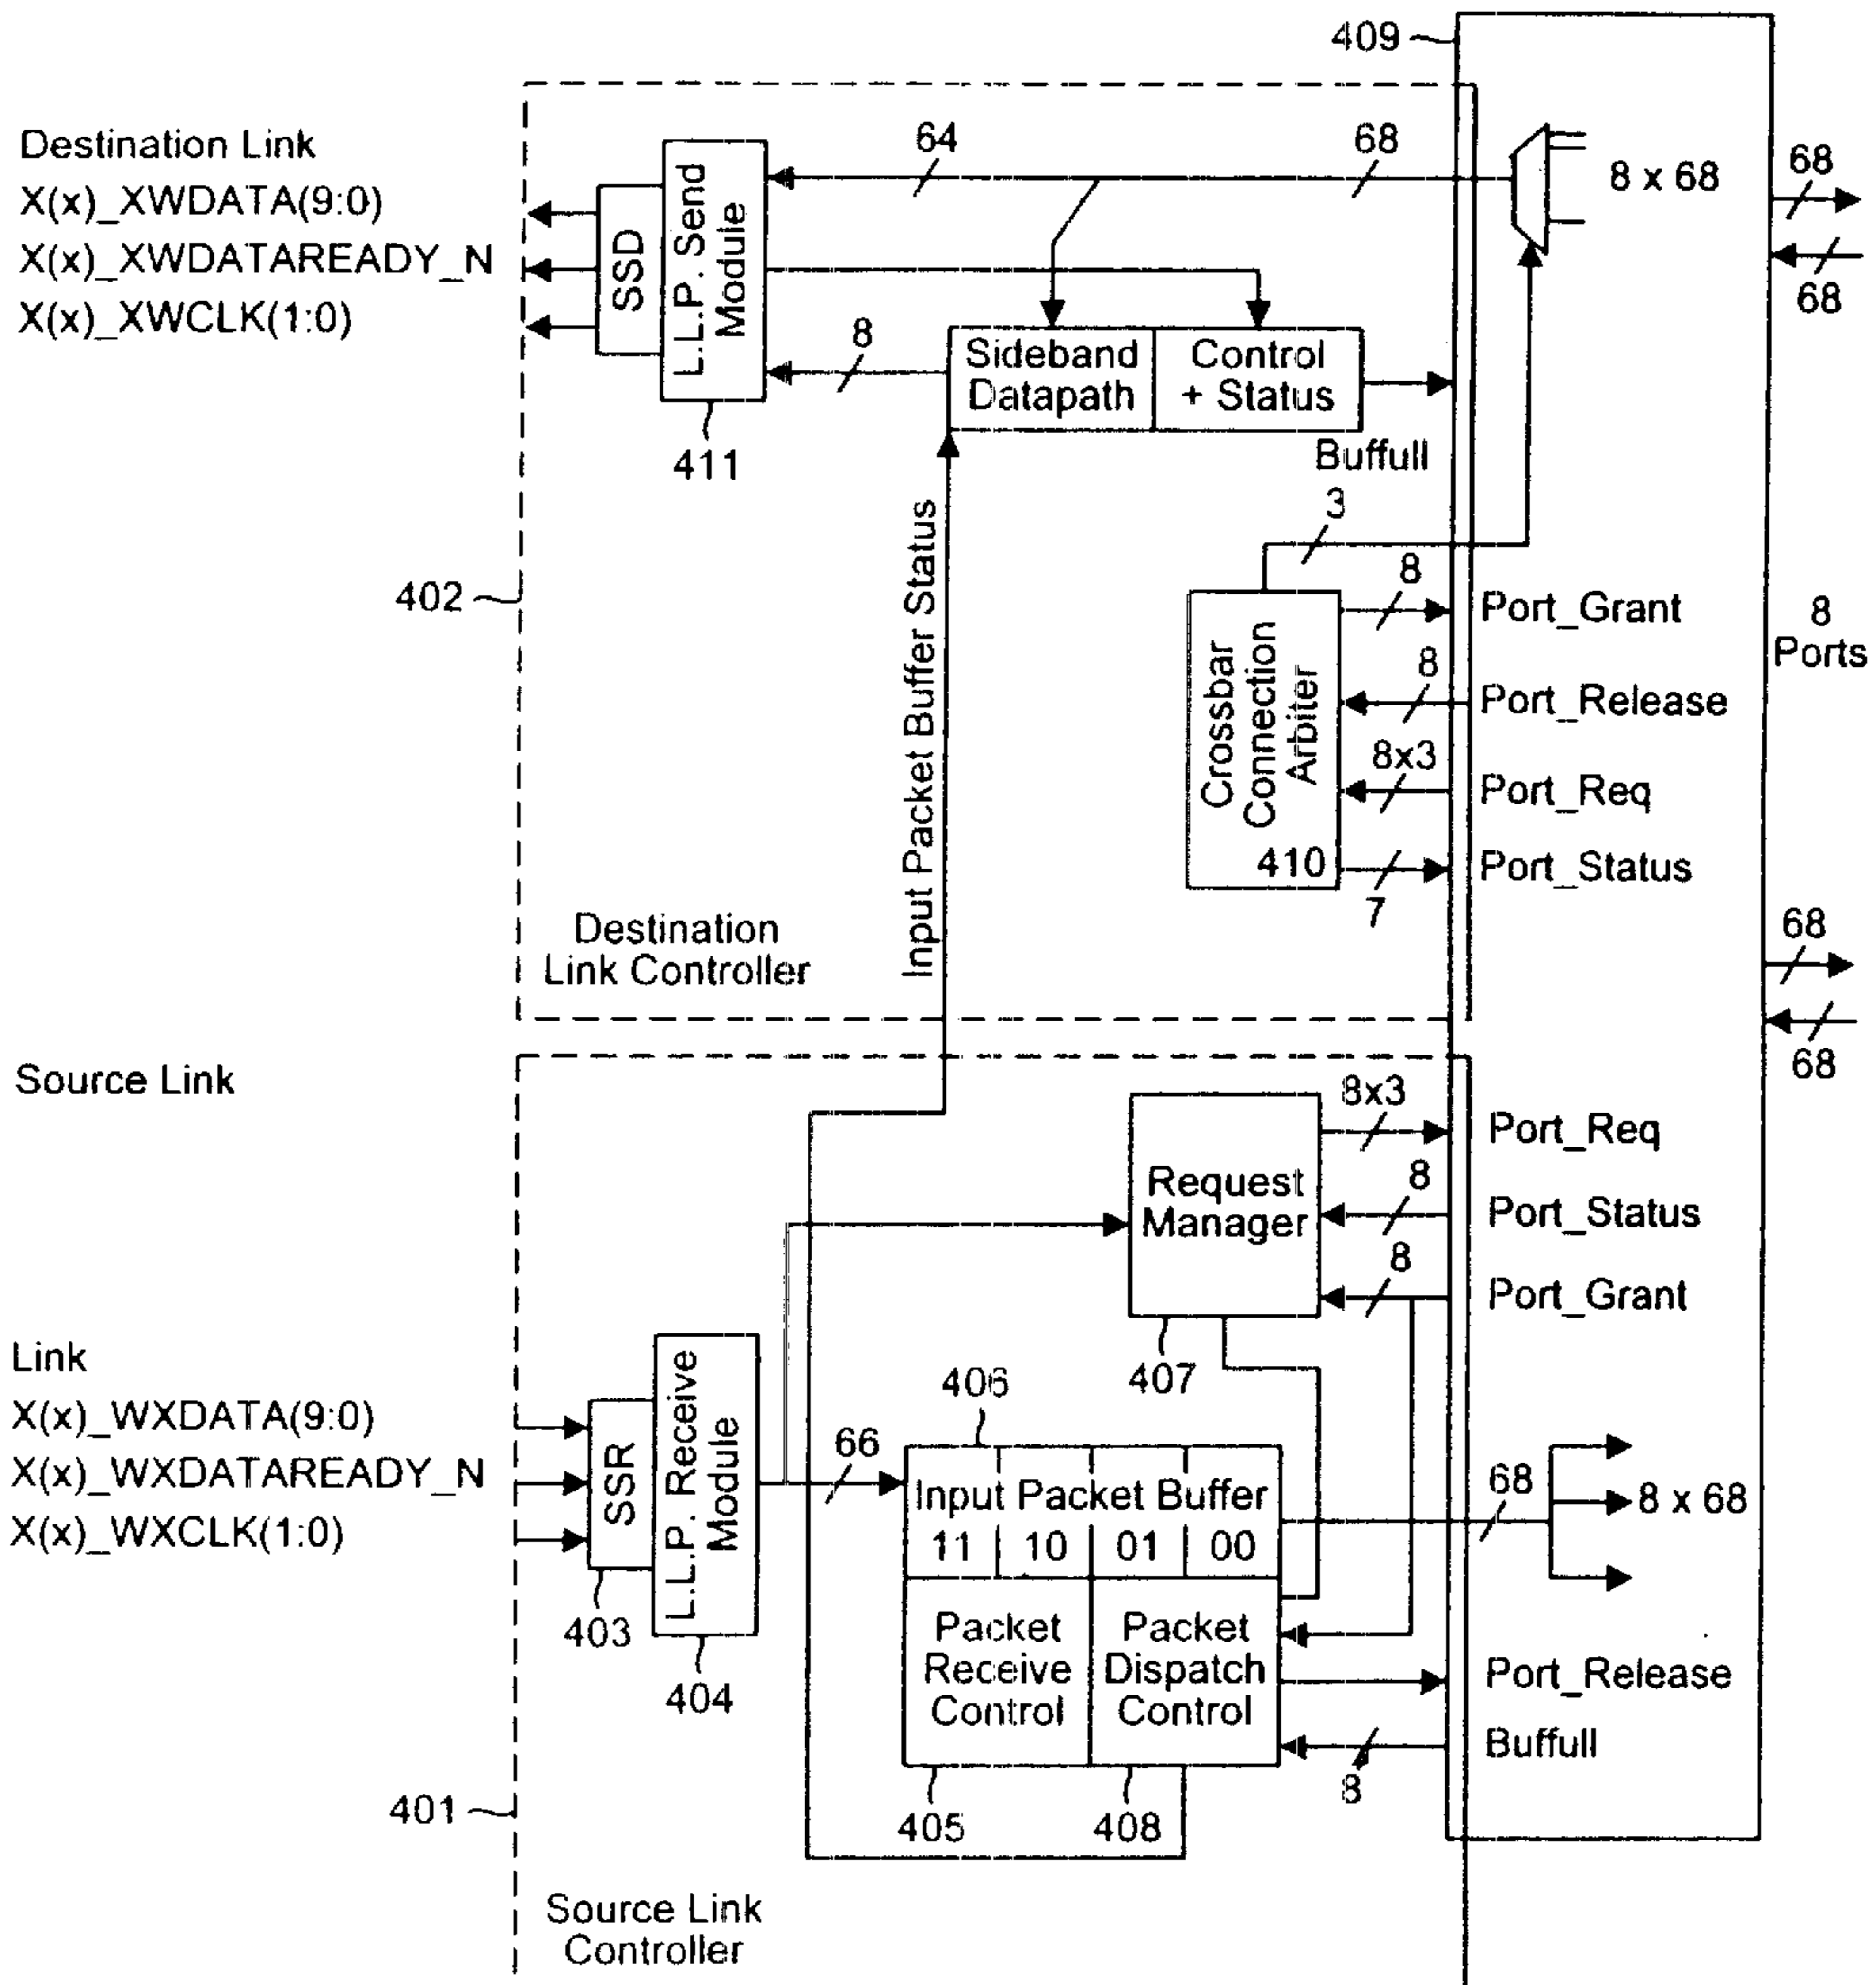 409
Destination Link
X(x)_XWDATA(9:0)
X(x)_XWDATAREADY_N
X(x)_XWCLK(1:0)
SSD
L.L.P. Send
Module
411
64
68
8 x 68
68
68
8
Sideband
Datapath
Control
+ Status
Buffull
3
402
Input Packet Buffer Status
Crossbar
Connection
Arbiter
410
8
Port_Grant
8
Port_Release
8x3
Port_Req
7
Port_Status
8
Ports
Destination
Link Controller
68
68
Source Link
8x3
Port_Req
Request
Manager
8
Port_Status
8
Port_Grant
407
Link
X(x)_WXDATA(9:0)
X(x)_WXDATAREADY_N
X(x)_WXCLK(1:0)
SSR
403
L.L.P. Receive
Module
404
66
406
Input Packet Buffer
11 10 01 00
68
8 x 68
Packet
Receive
Control
Packet
Dispatch
Control
Port_Release
Buffull
8
405
408
401
Source Link
Controller